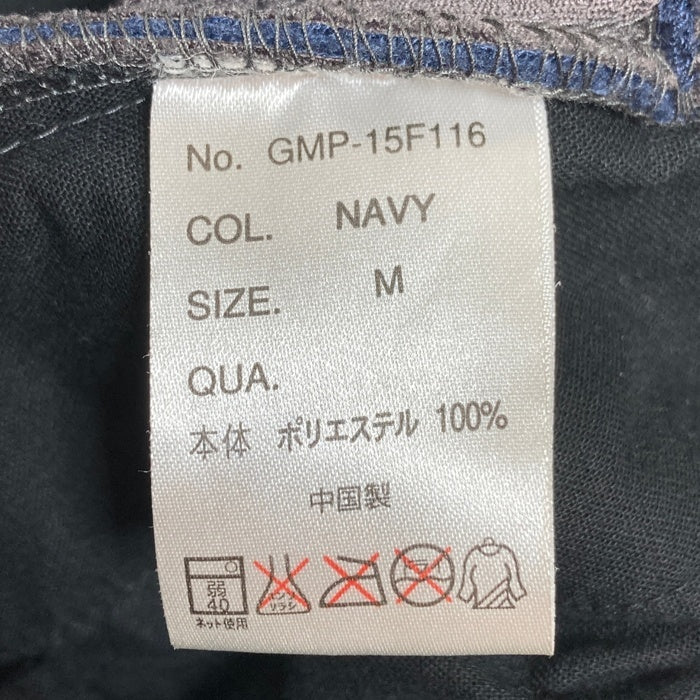 No. GMP-15F116
COL. NAVY
SIZE. M
QUA.
本体 ポリエステル 100%
中国製
弱
40
ネット使用